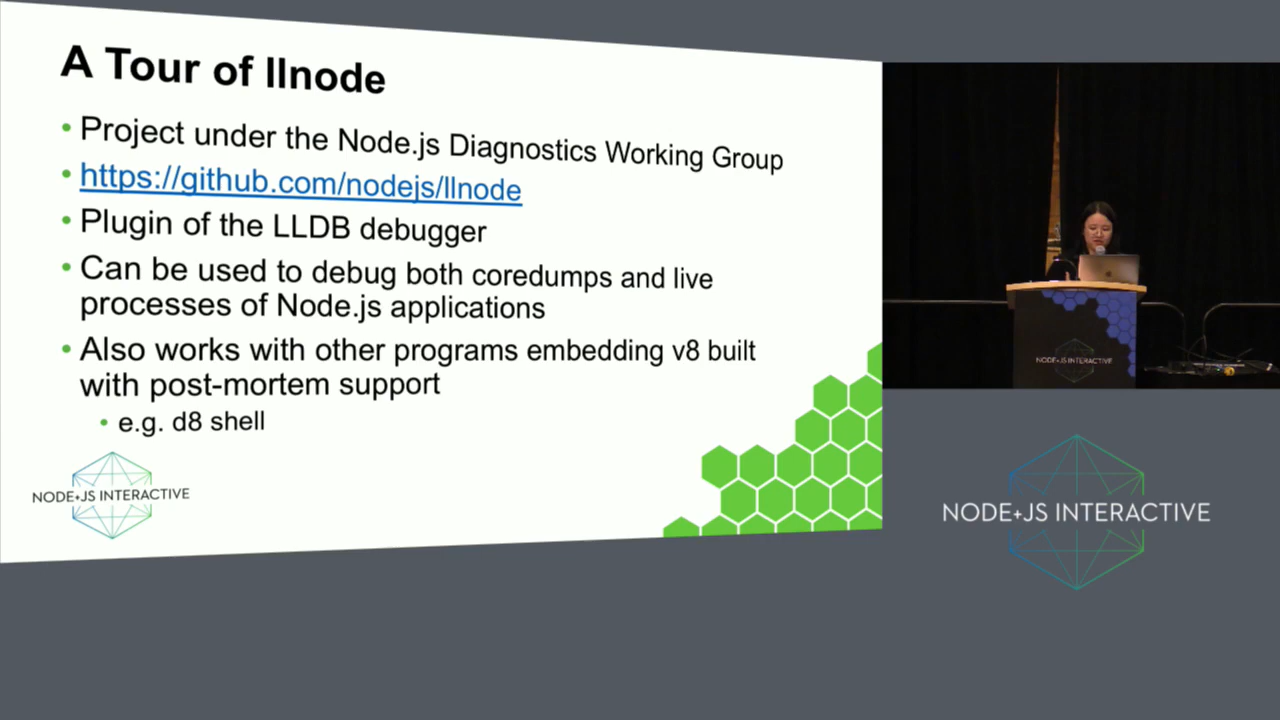 A Tour of llnode
• Project under the Node.js Diagnostics Working Group
• https://github.com/nodejs/llnode
• Plugin of the LLDB debugger
• Can be used to debug both coredumps and live
processes of Node.js applications
• Also works with other programs embedding v8 built
with post-mortem support
• e.g. d8 shell
NODE+JS INTERACTIVE
NODE+JS INTERACTIVE
NODE+JS INTERACTIVE